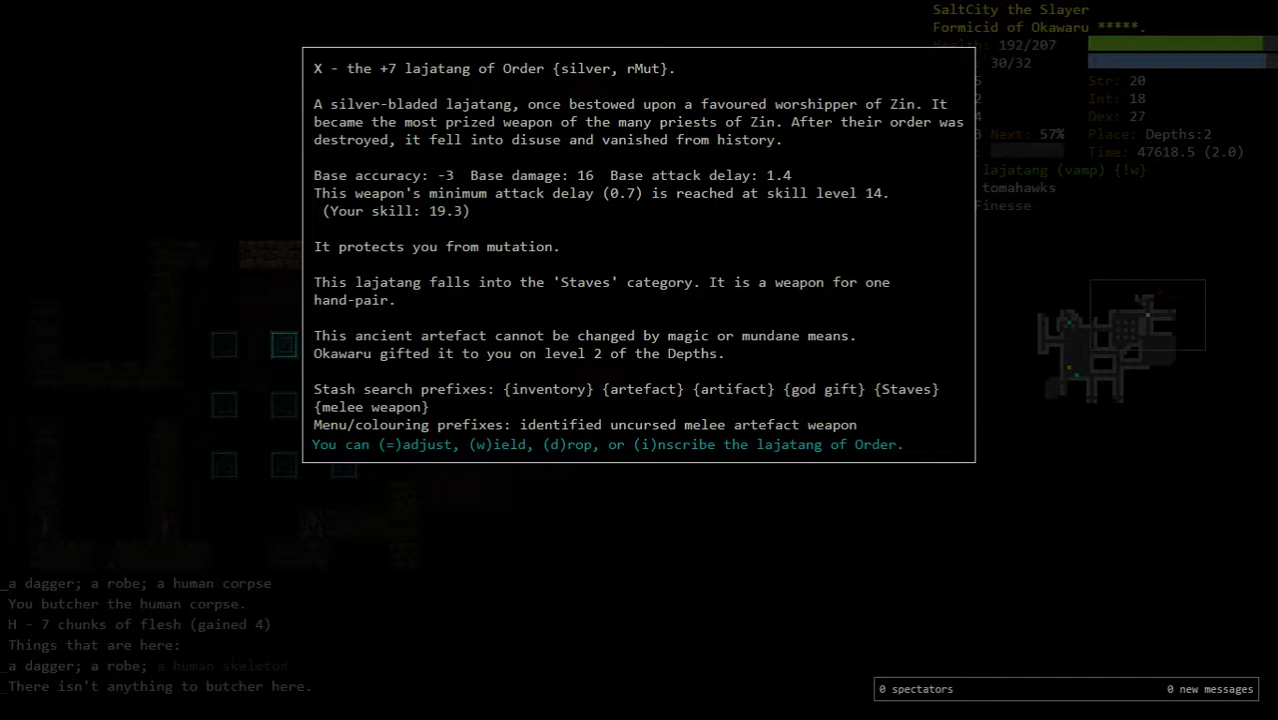 SaltCity the Slayer
Formicid of Okawaru *****.
Health: 192/207
30/32
5
Str: 20
2
Int: 18
4
Dex: 27
3 Next: 57%
Place: Depths:2
Time: 47618.5 (2.0)
lajatang (vamp) {!w}
tomahawks
Finesse
X - the +7 lajatang of Order {silver, rMut}.
A silver-bladed lajatang, once bestowed upon a favoured worshipper of Zin. It
became the most prized weapon of the many priests of Zin. After their order was
destroyed, it fell into disuse and vanished from history.
Base accuracy: -3 Base damage: 16 Base attack delay: 1.4
This weapon's minimum attack delay (0.7) is reached at skill level 14.
(Your skill: 19.3)
It protects you from mutation.
This lajatang falls into the 'Staves' category. It is a weapon for one
hand-pair.
This ancient artefact cannot be changed by magic or mundane means.
Okawaru gifted it to you on level 2 of the Depths.
Stash search prefixes: {inventory} {artefact} {artifact} {god gift} {Staves}
{melee weapon}
Menu/colouring prefixes: identified uncursed melee artefact weapon
You can (=)adjust, (w)ield, (d)rop, or (i)nscribe the lajatang of Order.
_a dagger; a robe; a human corpse
You butcher the human corpse.
H - 7 chunks of flesh (gained 4)
Things that are here:
_a dagger; a robe; a human skeleton
_There isn't anything to butcher here.
0 spectators
0 new messages